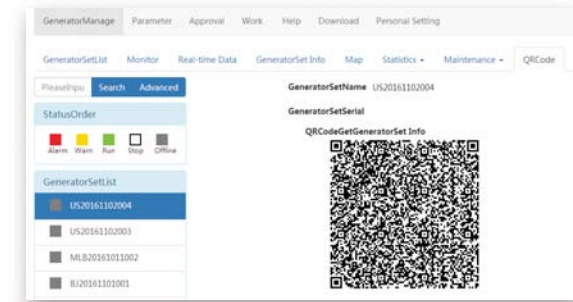 GeneratorManage Parameter Approval Work Help Download Personal Setting
GeneratorSetList Monitor Real-time Data GeneratorSet Info Map Statistics Maintenance QRCode
PleaseInpu Search Advanced
GeneratorSetName US20161102004
StatusOrder
GeneratorSetSerial
QRCodeGetGeneratorSet Info
Alarm Warn Run Stop Offline
GeneratorSetList
US20161102004
US20161102003
MLB20161011002
BJ20161101001